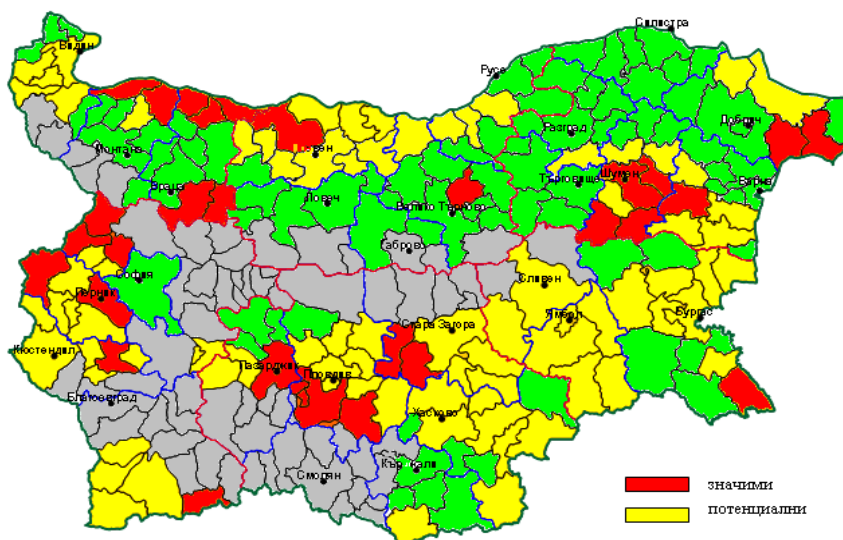 Силистра
Видин
Русе
Добрич
Разград
Монтана
Плевен
Шумен
Враца
Търговище
Варна
Ловеч
Велико Търново
Габрово
София
Сливен
Перник
Бургас
Ямбол
Стара Загора
Кюстендил
Пазарджик
Пловдив
Благоевград
Хасково
Кърджали
Смолян
значими
потенциални